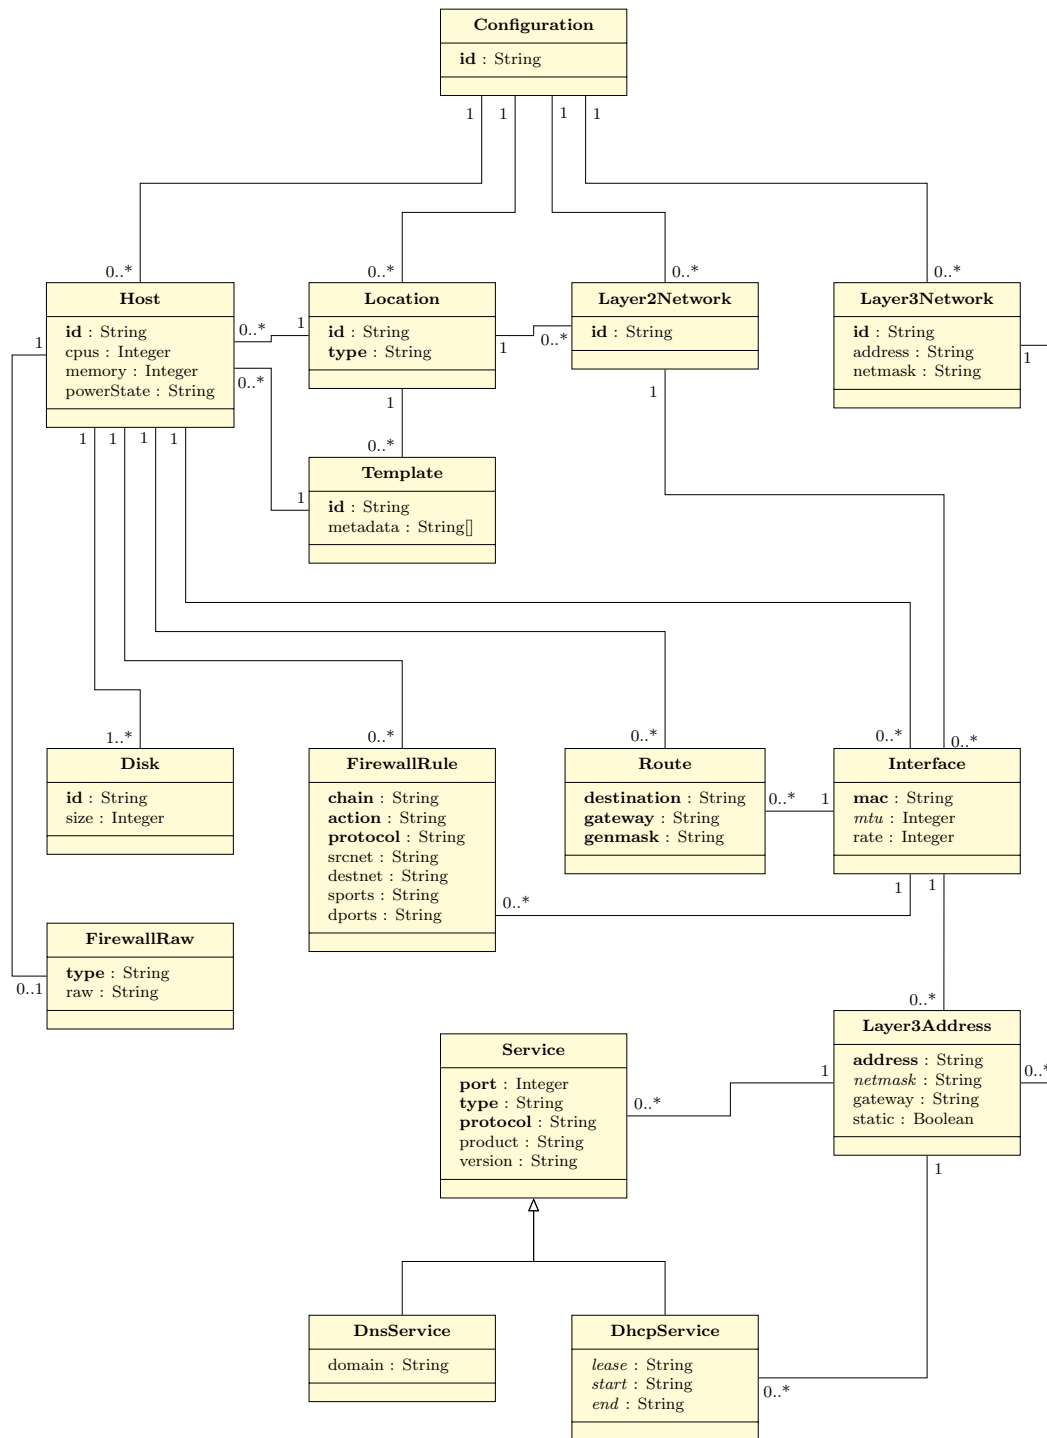 Configuration
id : String
1
1
1
1
0..*
0..*
0..*
0..*
Host
id : String
cpus : Integer
memory : Integer
powerState : String
Location
id : String
type : String
Layer2Network
id : String
Layer3Network
id : String
address : String
netmask : String
1
0..*
1
0..*
1
0..*
1
1
1
0..*
1
Template
id : String
metadata : String[]
1
1
1
1
1..*
0..*
0..*
0..*
0..*
Disk
id : String
size : Integer
FirewallRule
chain : String
action : String
protocol : String
srcnet : String
destnet : String
sports : String
dports : String
Route
destination : String
gateway : String
genmask : String
0..*
1
Interface
mac : String
mtu : Integer
rate : Integer
0..*
1
1
FirewallRaw
type : String
raw : String
0..1
0..*
Layer3Address
address : String
netmask : String
gateway : String
static : Boolean
1
0..*
1
Service
port : Integer
type : String
protocol : String
product : String
version : String
0..*
DnsService
domain : String
DhcpService
lease : String
start : String
end : String
0..*